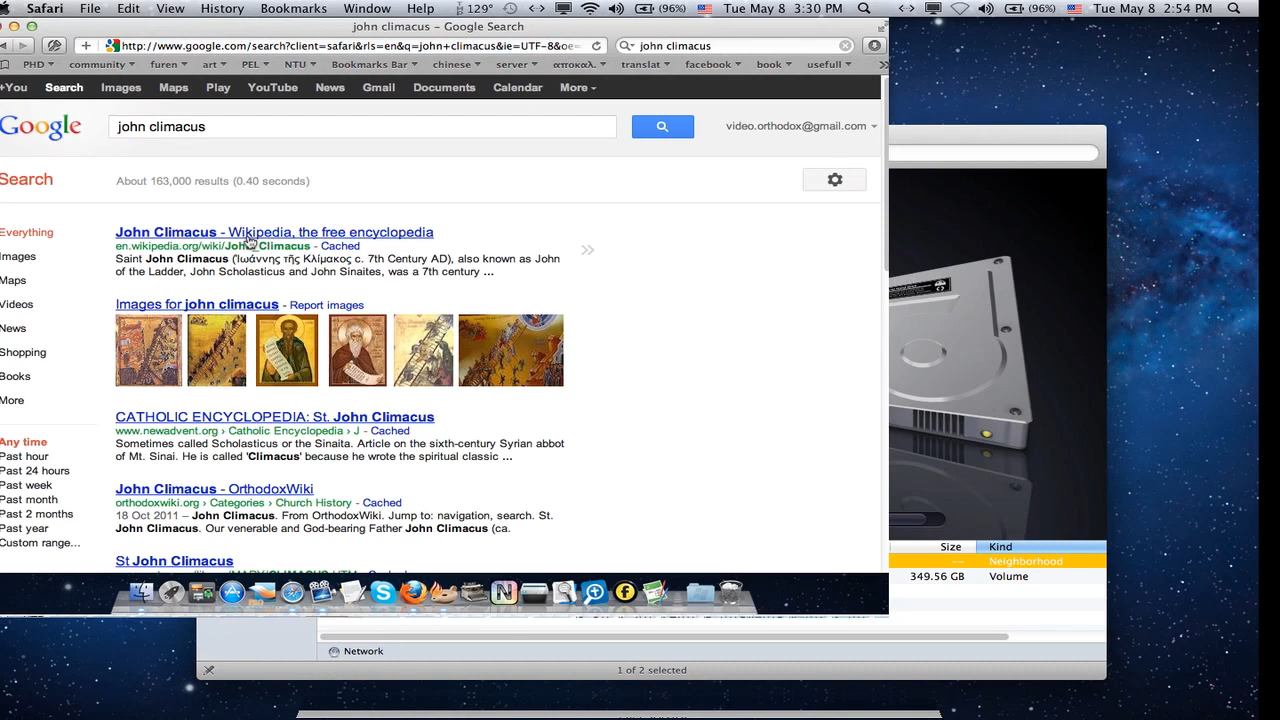 Safari File Edit View History Bookmarks Window Help 129° (96%) Tue May 8 3:30 PM (96%) Tue May 8 2:54 PM
john climacus - Google Search
http://www.google.com/search?client=safari&rls=en&q=john+climacus&ie=UTF-8&oe= john climacus
PHD community furen art PEL NTU Bookmarks Bar chinese server αποκαλ. translat facebook book usefull
+You Search Images Maps Play YouTube News Gmail Documents Calendar More
Google john climacus video.orthodox@gmail.com
Search About 163,000 results (0.40 seconds)
Everything
Images
Maps
Videos
News
Shopping
Books
More
Any time
Past hour
Past 24 hours
Past week
Past month
Past 2 months
Past year
Custom range...
John Climacus - Wikipedia, the free encyclopedia
en.wikipedia.org/wiki/John_Climacus - Cached
Saint John Climacus (Ἰωάννης τῆς Κλίμακος c. 7th Century AD), also known as John
of the Ladder, John Scholasticus and John Sinaites, was a 7th century ...
Images for john climacus - Report images
CATHOLIC ENCYCLOPEDIA: St. John Climacus
www.newadvent.org › Catholic Encyclopedia › J - Cached
Sometimes called Scholasticus or the Sinaita. Article on the sixth-century Syrian abbot
of Mt. Sinai. He is called 'Climacus' because he wrote the spiritual classic ...
John Climacus - OrthodoxWiki
orthodoxwiki.org › Categories › Church History - Cached
18 Oct 2011 – John Climacus. From OrthodoxWiki. Jump to: navigation, search. St.
John Climacus. Our venerable and God-bearing Father John Climacus (ca.
St John Climacus
Size Kind
-- Neighborhood
349.56 GB Volume
Network
1 of 2 selected